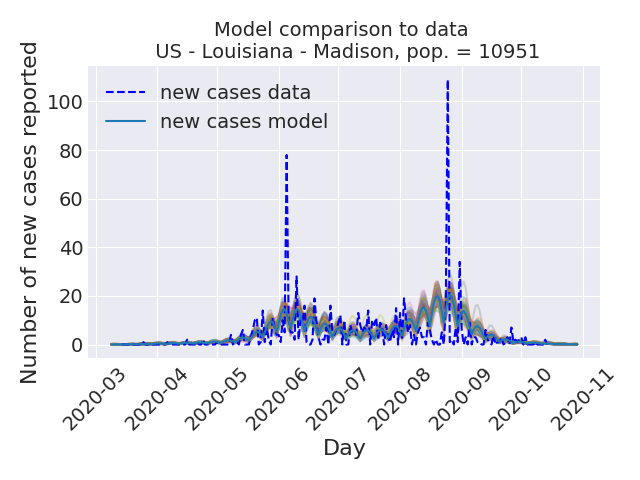 Model comparison to data
US - Louisiana - Madison, pop. = 10951
Number of new cases reported
new cases data
new cases model
100
80
60
40
20
0
2020-03
2020-04
2020-05
2020-06
2020-07
2020-08
2020-09
2020-10
2020-11
Day